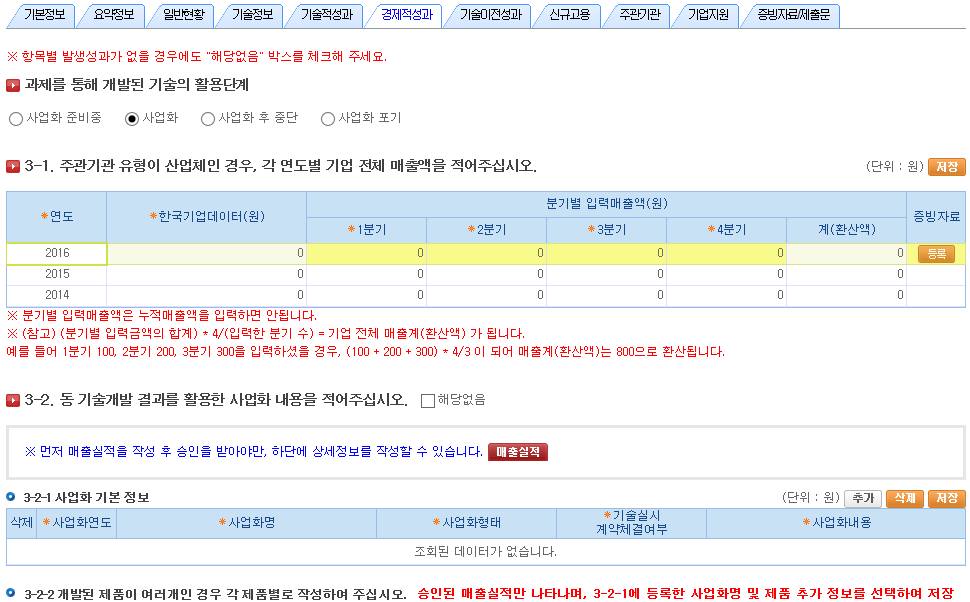 기본정보 요약정보 일반현황 기술정보 기술적성과 경제적성과 기술이전성과 신규고용 주관기관 기업지원 증빙자료/제출문
※ 항목별 발생성과가 없을 경우에도 "해당없음" 박스를 체크해 주세요.
과제를 통해 개발된 기술의 활용단계
사업화 준비중 사업화 사업화 후 중단 사업화 포기
3-1. 주관기관 유형이 산업체인 경우, 각 연도별 기업 전체 매출액을 적어주십시오. (단위 : 원) 저장
*연도 *한국기업데이터(원) 분기별 입력매출액(원) 증빙자료
*1분기 *2분기 *3분기 *4분기 계(환산액)
2016 0 0 0 0 0 0 등록
2015 0 0 0 0 0 0
2014 0 0 0 0 0 0
※ 분기별 입력매출액은 누적매출액을 입력하면 안됩니다.
※ (참고) (분기별 입력금액의 합계) * 4/(입력한 분기 수) = 기업 전체 매출계(환산액) 가 됩니다.
예를 들어 1분기 100, 2분기 200, 3분기 300을 입력하셨을 경우, (100 + 200 + 300) * 4/3 이 되어 매출계(환산액)는 800으로 환산됩니다.
3-2. 동 기술개발 결과를 활용한 사업화 내용을 적어주십시오. 해당없음
※ 먼저 매출실적을 작성 후 승인을 받아야만, 하단에 상세정보를 작성할 수 있습니다. 매출실적
3-2-1 사업화 기본 정보 (단위 : 원) 추가 삭제 저장
삭제 *사업화연도 *사업화명 *사업화형태 *기술실시 계약체결여부 *사업화내용
조회된 데이터가 없습니다.
3-2-2 개발된 제품이 여러개인 경우 각 제품별로 작성하여 주십시오. 승인된 매출실적만 나타나며, 3-2-1에 등록한 사업화명 및 제품 추가 정보를 선택하여 저장